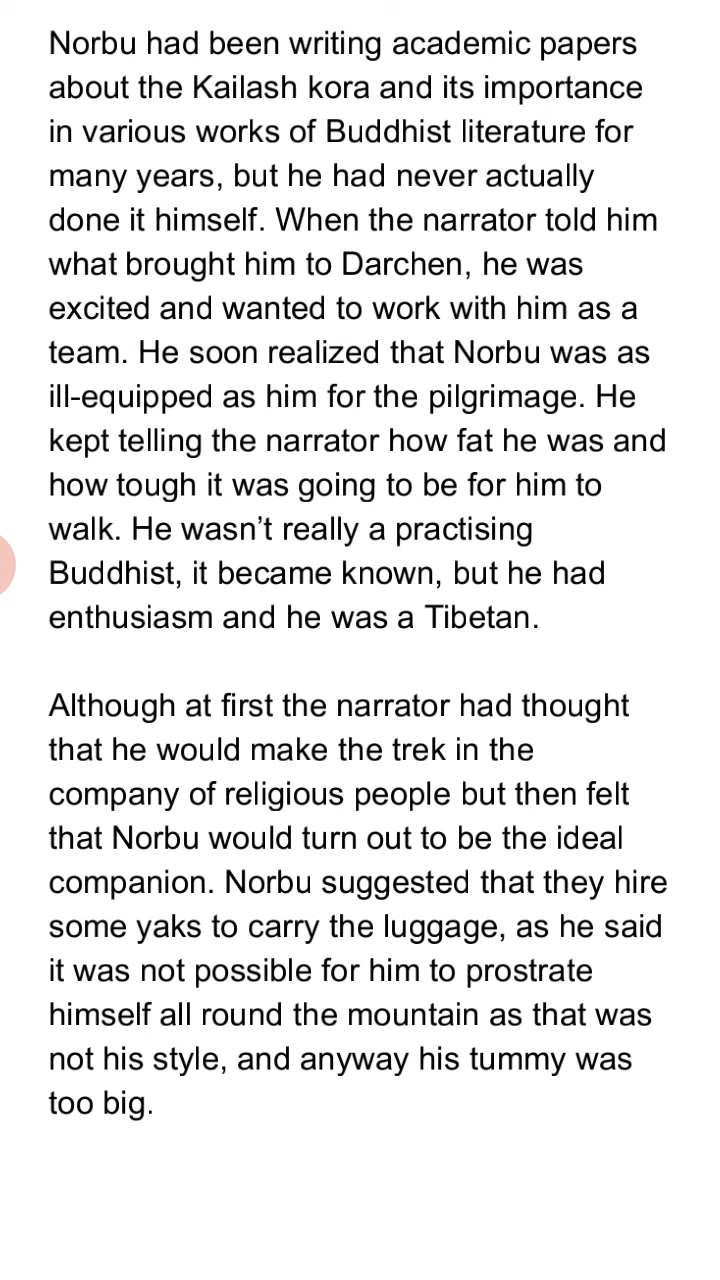 Norbu had been writing academic papers
about the Kailash kora and its importance
in various works of Buddhist literature for
many years, but he had never actually
done it himself. When the narrator told him
what brought him to Darchen, he was
excited and wanted to work with him as a
team. He soon realized that Norbu was as
ill-equipped as him for the pilgrimage. He
kept telling the narrator how fat he was and
how tough it was going to be for him to
walk. He wasn’t really a practising
Buddhist, it became known, but he had
enthusiasm and he was a Tibetan.

Although at first the narrator had thought
that he would make the trek in the
company of religious people but then felt
that Norbu would turn out to be the ideal
companion. Norbu suggested that they hire
some yaks to carry the luggage, as he said
it was not possible for him to prostrate
himself all round the mountain as that was
not his style, and anyway his tummy was
too big.